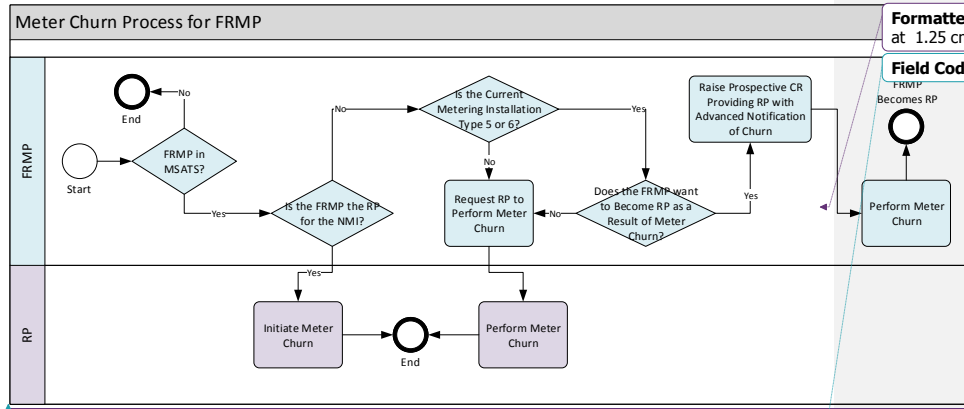 Meter Churn Process for FRMP
Formatte
at 1.25 cr
Field Cod
FRMP
Becomes RP
FRMP
Start
FRMP in
MSATS?
No
End
Yes
Is the FRMP the RP
for the NMI?
No
Is the Current
Metering Installation
Type 5 or 6?
Yes
No
Request RP to
Perform Meter
Churn
No
Does the FRMP want
to Become RP as a
Result of Meter
Churn?
Yes
Raise Prospective CR
Providing RP with
Advanced Notification
of Churn
Perform Meter
Churn
RP
Yes
Initiate Meter
Churn
End
Perform Meter
Churn